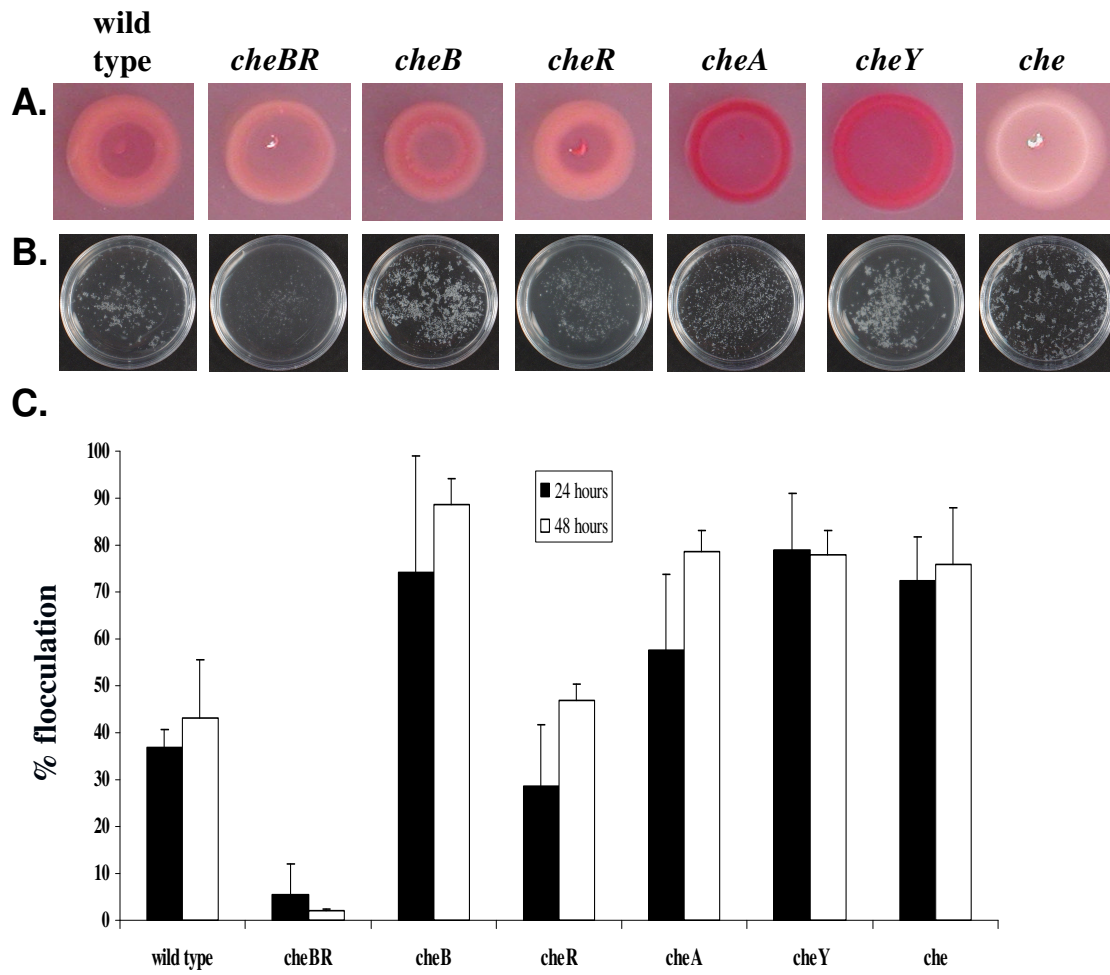 wild
type
cheBR
cheB
cheR
cheA
cheY
che
A.
B.
C.
100
90
80
70
60
50
40
30
20
10
0
% flocculation
24 hours
48 hours
wild type
cheBR
cheB
cheR
cheA
cheY
che